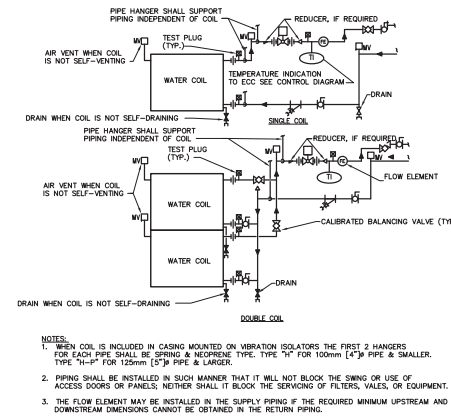 PIPE HANGER SHALL SUPPORT
PIPING INDEPENDENT OF COIL
REDUCER, IF REQUIRED
MV
MV
MV
TEST PLUG
(TYP.)
FE
TI
AIR VENT WHEN COIL
IS NOT SELF-VENTING
WATER COIL
TEMPERATURE INDICATION
TO ECC SEE CONTROL DIAGRAM
DRAIN
DRAIN WHEN COIL IS NOT SELF-DRAINING
SINGLE COIL
PIPE HANGER SHALL SUPPORT
PIPING INDEPENDENT OF COIL
REDUCER, IF REQUIRED
TEST PLUG
(TYP.)
MV
MV
MV
FE
TI
FLOW ELEMENT
AIR VENT WHEN COIL
IS NOT SELF-VENTING
MV
WATER COIL
CALIBRATED BALANCING VALVE (TY
WATER COIL
DRAIN
DRAIN WHEN COIL IS NOT SELF-DRAINING
DOUBLE COIL
NOTES:
1. WHEN COIL IS INCLUDED IN CASING MOUNTED ON VIBRATION ISOLATORS THE FIRST 2 HANGERS
FOR EACH PIPE SHALL BE SPRING & NEOPRENE TYPE. TYPE "H" FOR 100mm [4"]ø PIPE & SMALLER.
TYPE "H-P" FOR 125mm [5"]ø PIPE & LARGER.
2. PIPING SHALL BE INSTALLED IN SUCH MANNER THAT IT WILL NOT BLOCK THE SWING OR USE OF
ACCESS DOORS OR PANELS; NEITHER SHALL IT BLOCK THE SERVICING OF FILTERS, VALES, OR EQUIPMENT.
3. THE FLOW ELEMENT MAY BE INSTALLED IN THE SUPPLY PIPING IF THE REQUIRED MINIMUM UPSTREAM AND
DOWNSTREAM DIMENSIONS CANNOT BE OBTAINED IN THE RETURN PIPING.